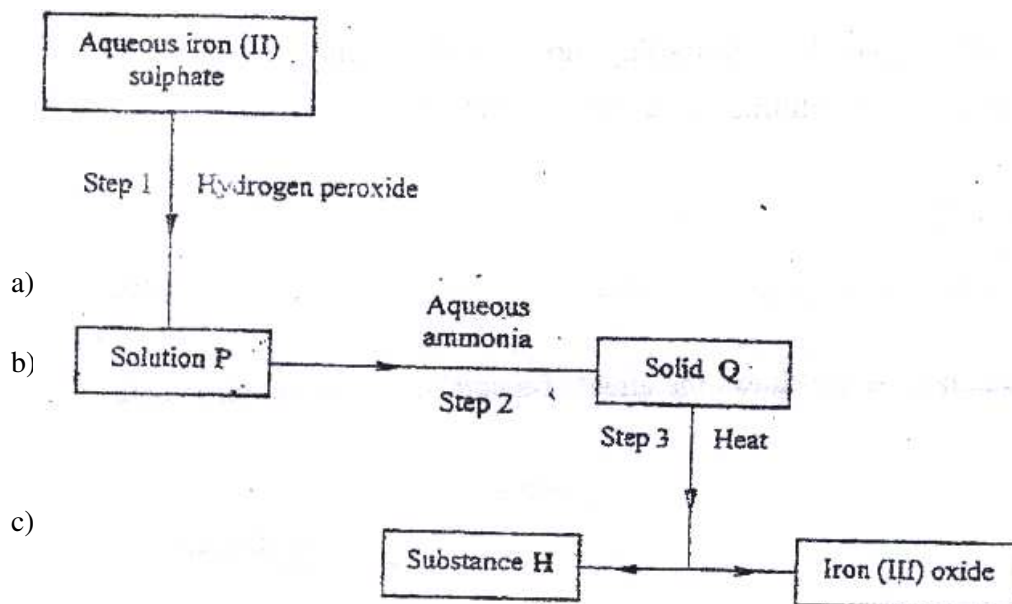 Aqueous iron (II)
sulphate
Step 1 Hydrogen peroxide
a)
Aqueous
ammonia
b)
Solution P
Solid Q
Step 2
Step 3 Heat
c)
Substance H
Iron (III) oxide